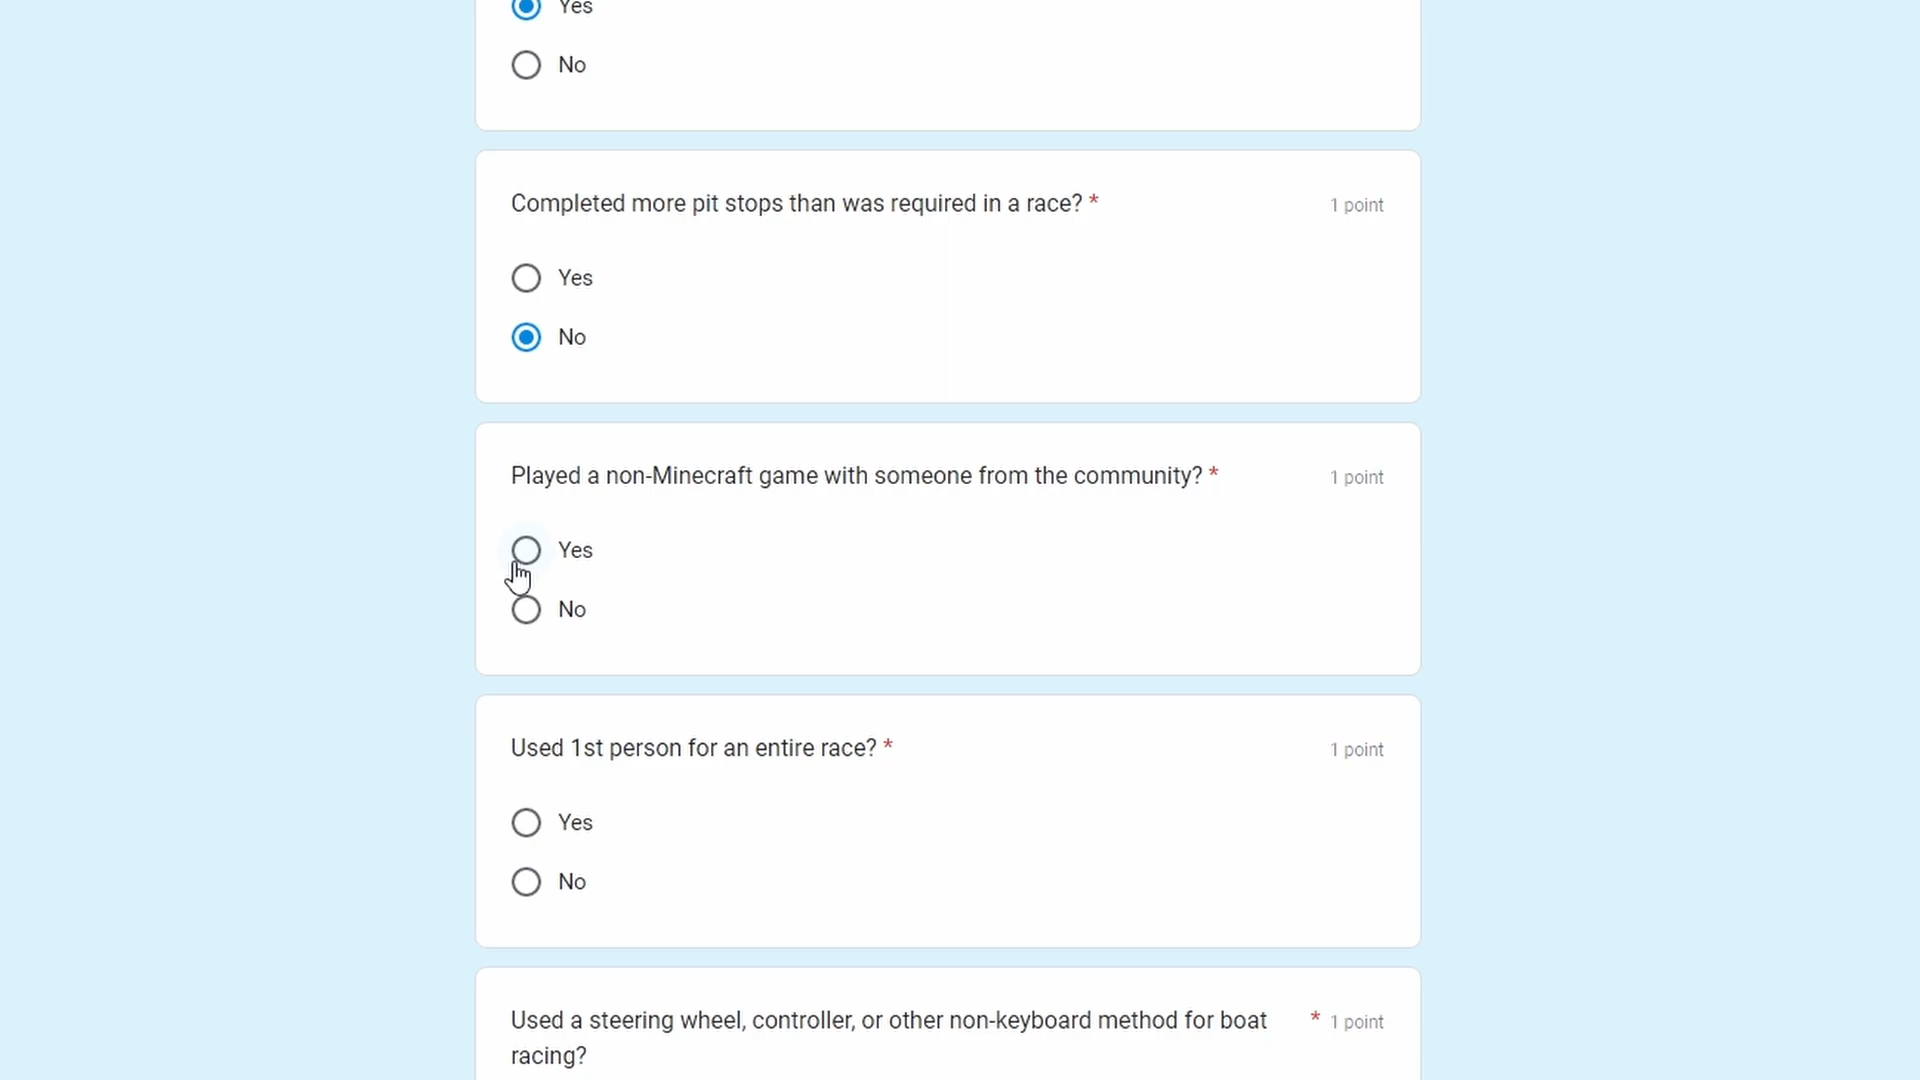 Yes
No
Completed more pit stops than was required in a race? * 1 point
Yes
No
Played a non-Minecraft game with someone from the community? * 1 point
Yes
No
Used 1st person for an entire race? * 1 point
Yes
No
Used a steering wheel, controller, or other non-keyboard method for boat * 1 point
racing?